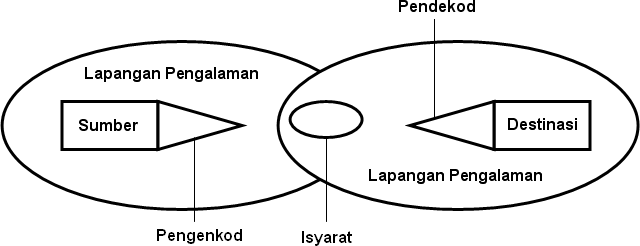 Pendekod
Lapangan Pengalaman
Sumber
Destinasi
Lapangan Pengalaman
Pengenkod
Isyarat